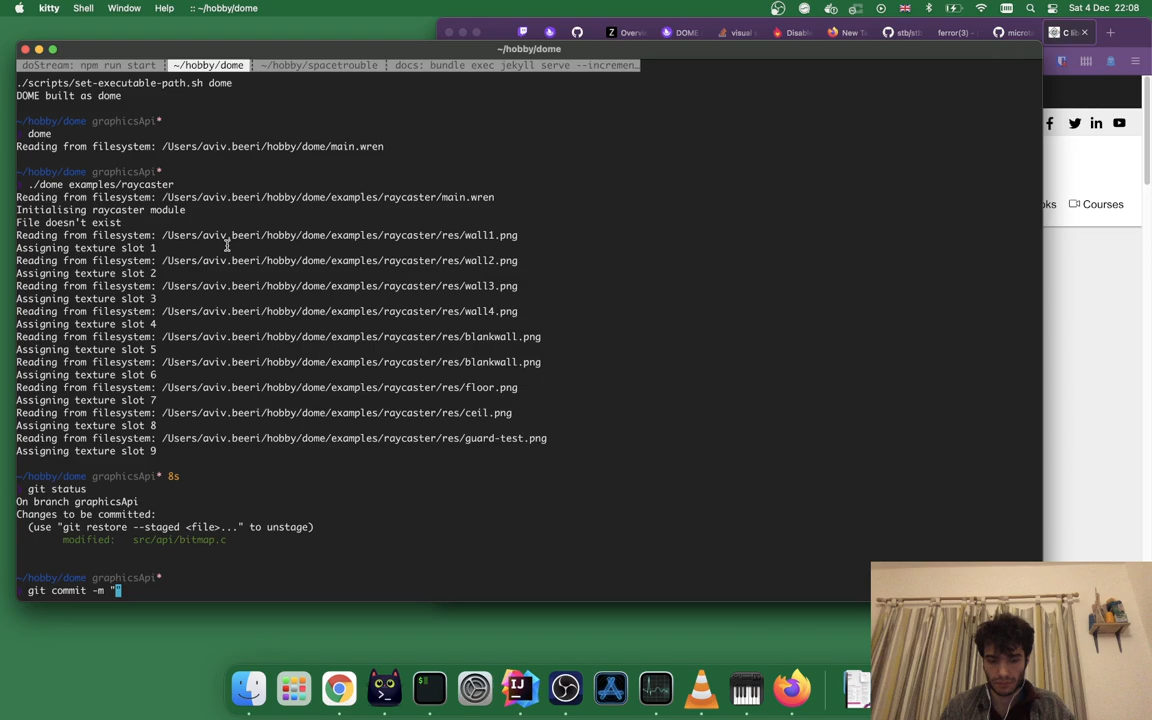 kitty Shell Window Help :: ~/hobby/dome
Sat 4 Dec 22:08
Overvi
DOME
visual s
Disabl
New Ta
stb/stb
ferror(3) -
microte
C lib
~/hobby/dome
doStream: npm run start
~/hobby/dome
~/hobby/spacetrouble
docs: bundle exec jekyll serve --incremen…
./scripts/set-executable-path.sh dome
DOME built as dome
~/hobby/dome graphicsApi*
dome
Reading from filesystem: /Users/aviv.beeri/hobby/dome/main.wren
~/hobby/dome graphicsApi*
./dome examples/raycaster
Reading from filesystem: /Users/aviv.beeri/hobby/dome/examples/raycaster/main.wren
Initialising raycaster module
File doesn't exist
Reading from filesystem: /Users/aviv.beeri/hobby/dome/examples/raycaster/res/wall1.png
Assigning texture slot 1
Reading from filesystem: /Users/aviv.beeri/hobby/dome/examples/raycaster/res/wall2.png
Assigning texture slot 2
Reading from filesystem: /Users/aviv.beeri/hobby/dome/examples/raycaster/res/wall3.png
Assigning texture slot 3
Reading from filesystem: /Users/aviv.beeri/hobby/dome/examples/raycaster/res/wall4.png
Assigning texture slot 4
Reading from filesystem: /Users/aviv.beeri/hobby/dome/examples/raycaster/res/blankwall.png
Assigning texture slot 5
Reading from filesystem: /Users/aviv.beeri/hobby/dome/examples/raycaster/res/blankwall.png
Assigning texture slot 6
Reading from filesystem: /Users/aviv.beeri/hobby/dome/examples/raycaster/res/floor.png
Assigning texture slot 7
Reading from filesystem: /Users/aviv.beeri/hobby/dome/examples/raycaster/res/ceil.png
Assigning texture slot 8
Reading from filesystem: /Users/aviv.beeri/hobby/dome/examples/raycaster/res/guard-test.png
Assigning texture slot 9
~/hobby/dome graphicsApi* 8s
git status
On branch graphicsApi
Changes to be committed:
(use "git restore --staged <file>..." to unstage)
modified: src/api/bitmap.c
~/hobby/dome graphicsApi*
git commit -m ""
oks Courses